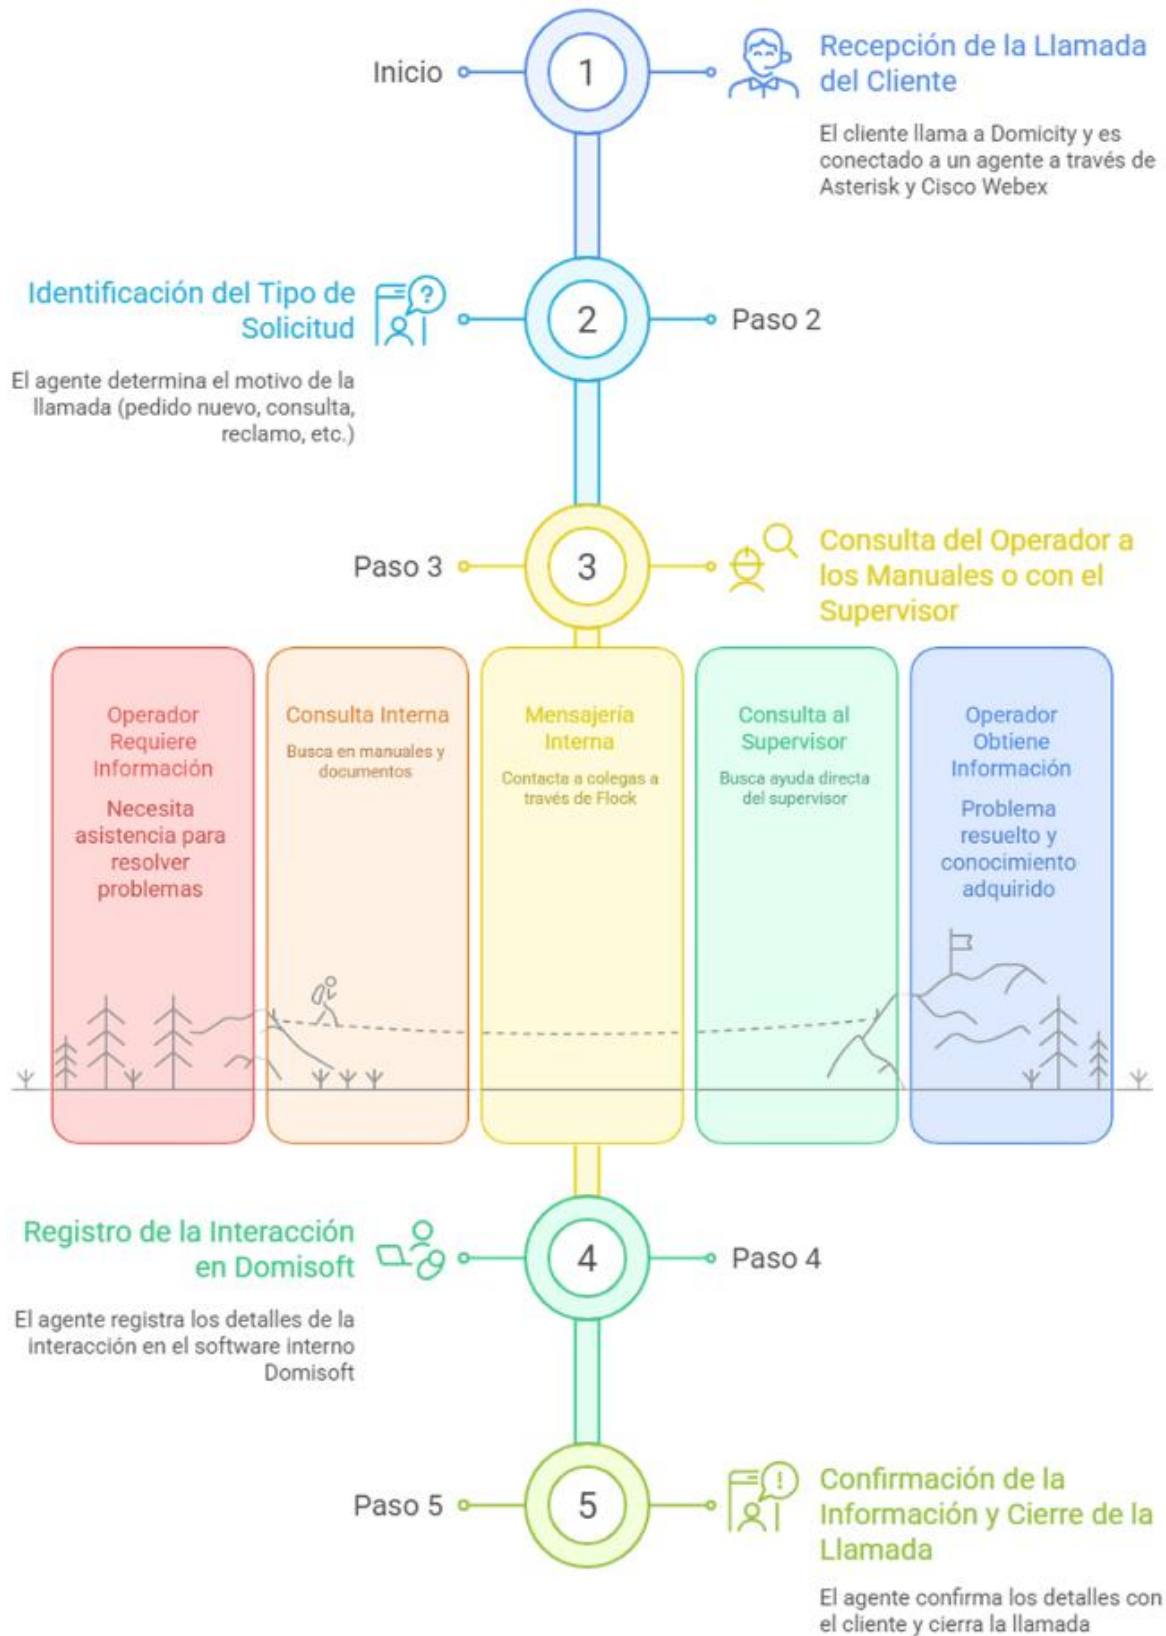 Inicio
1
Recepción de la Llamada
del Cliente
El cliente llama a Domicity y es
conectado a un agente a través de
Asterisk y Cisco Webex
Identificación del Tipo de
Solicitud
?
El agente determina el motivo de la
llamada (pedido nuevo, consulta,
reclamo, etc.)
2
Paso 2
Paso 3
3
Consulta del Operador a
los Manuales o con el
Supervisor
Operador
Requiere
Información
Necesita
asistencia para
resolver
problemas
Consulta Interna
Busca en manuales y
documentos
Mensajería
Interna
Contacta a colegas a
través de Flock
Consulta al
Supervisor
Busca ayuda directa
del supervisor
Operador
Obtiene
Información
Problema
resuelto y
conocimiento
adquirido
Registro de la Interacción
en Domisoft
El agente registra los detalles de la
interacción en el software interno
Domisoft
4
Paso 4
Paso 5
5
!
Confirmación de la
Información y Cierre de la
Llamada
El agente confirma los detalles con
el cliente y cierra la llamada